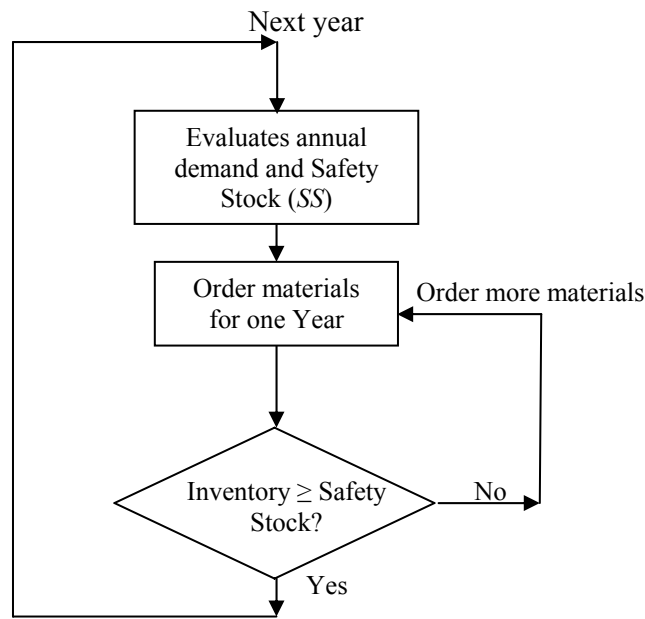 Next year
Evaluates annual
demand and Safety
Stock (SS)
Order materials
for one Year
Order more materials
Inventory ≥ Safety
Stock?
No
Yes